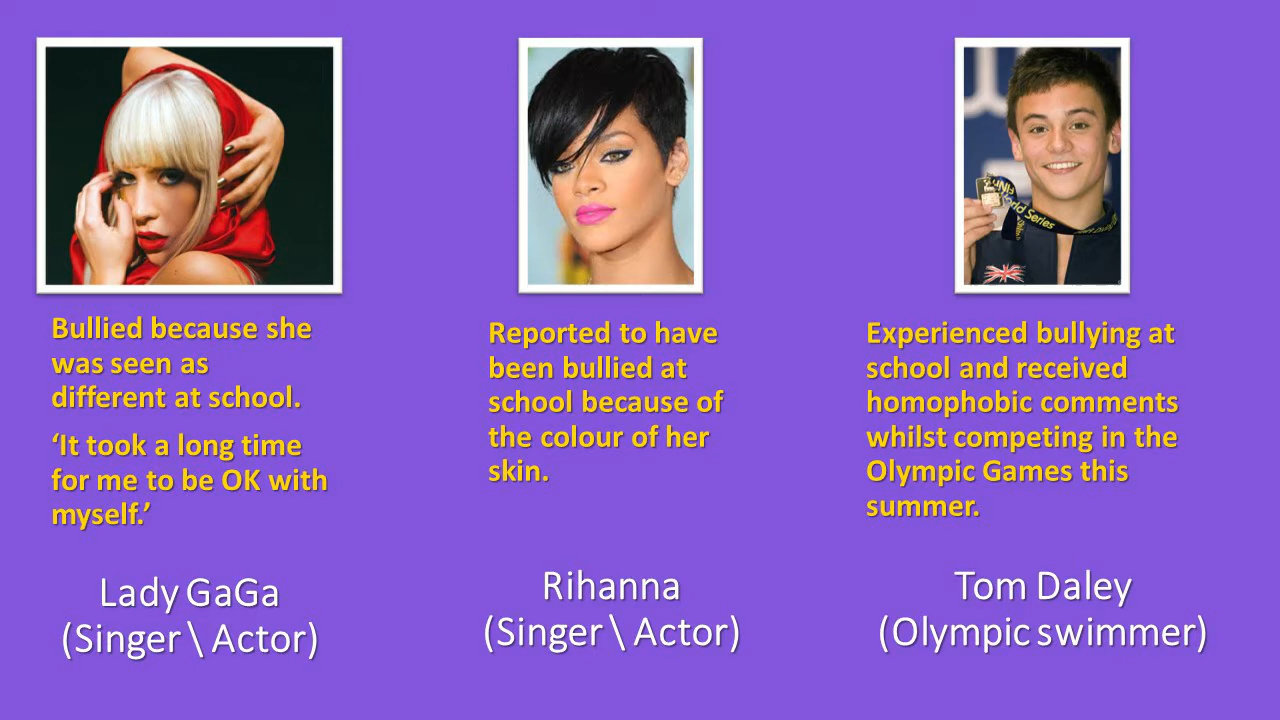 FINA
World Series
Bullied because she
was seen as
different at school.
‘It took a long time
for me to be OK with
myself.’
Lady GaGa
(Singer \ Actor)
Reported to have
been bullied at
school because of
the colour of her
skin.
Rihanna
(Singer \ Actor)
Experienced bullying at
school and received
homophobic comments
whilst competing in the
Olympic Games this
summer.
Tom Daley
(Olympic swimmer)